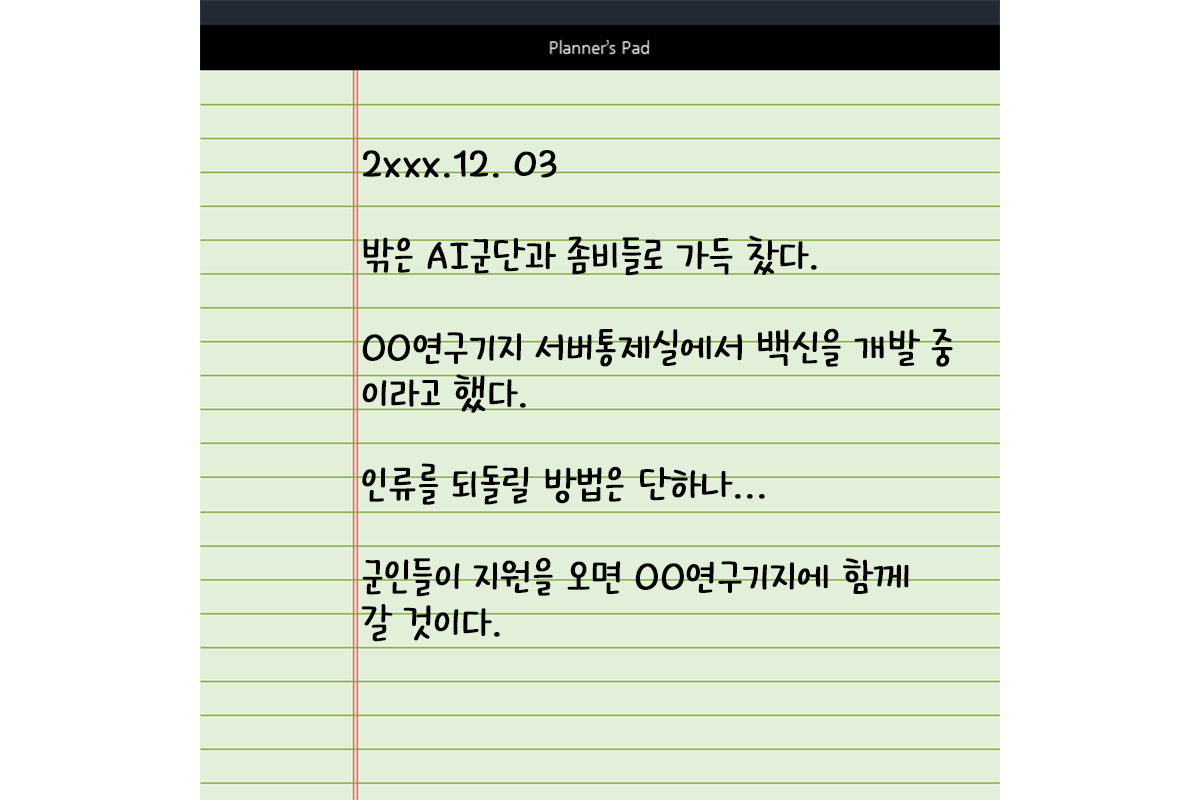 Planner's Pad
2xxx.12. 03
밖은 AI군단과 좀비들로 가득 찼다.
OO연구기지 서버통제실에서 백신을 개발 중
이라고 했다.
인류를 되돌릴 방법은 단하나...
군인들이 지원을 오면 OO연구기지에 함께
갈 것이다.